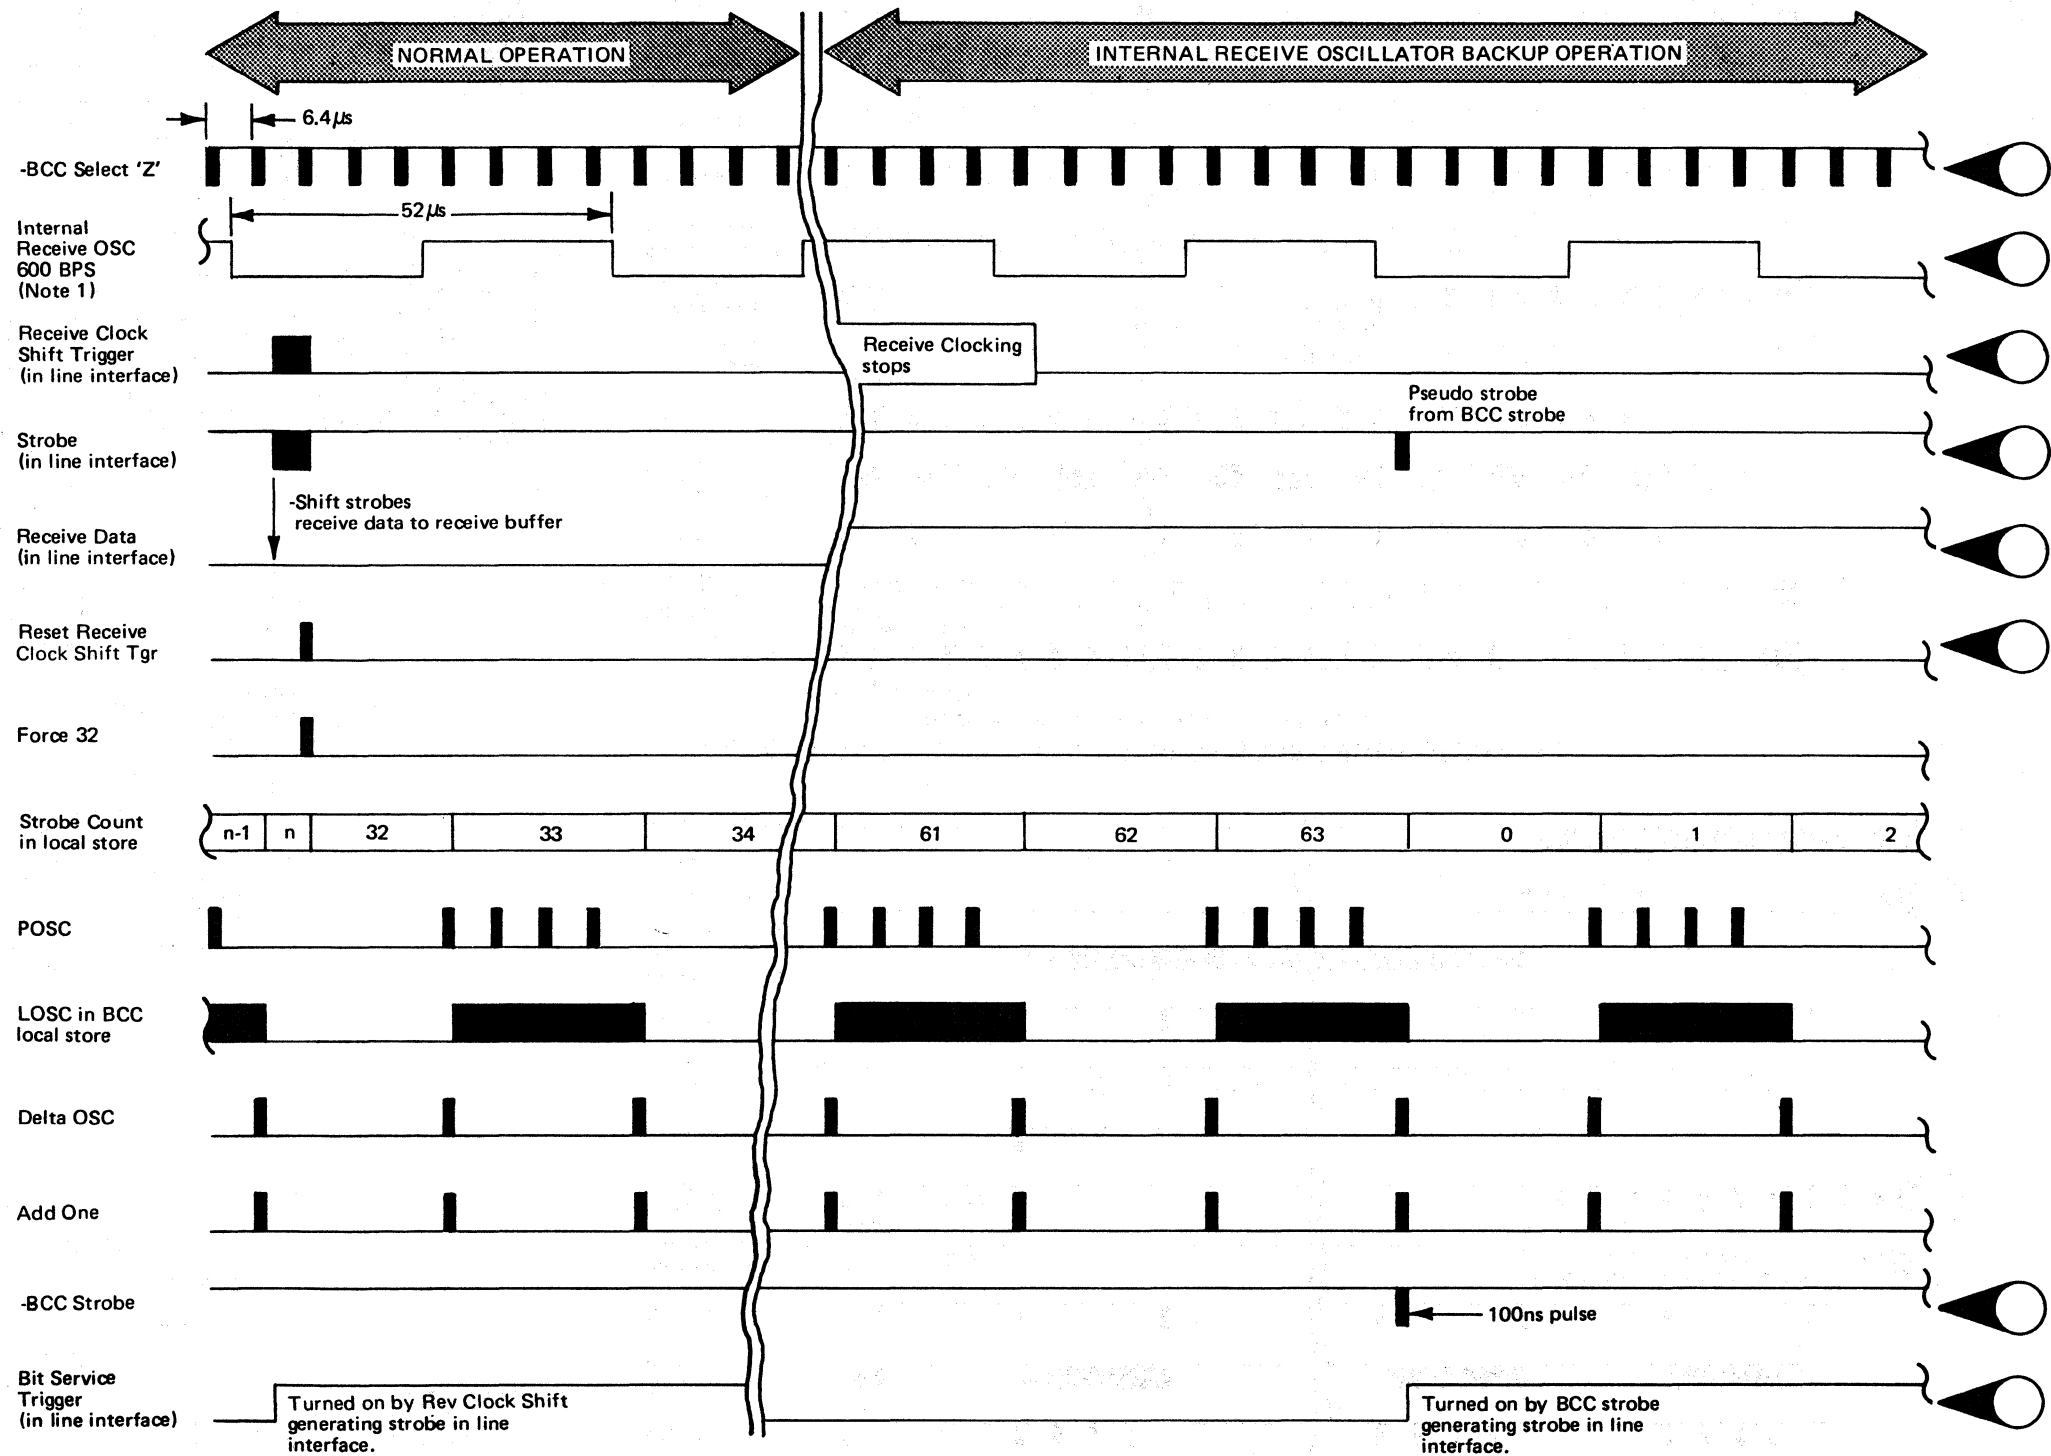 NORMAL OPERATION
INTERNAL RECEIVE OSCILLATOR BACKUP OPERATION
6.4µs
-BCC Select 'Z'
52µs
Internal
Receive OSC
600 BPS
(Note 1)
Receive Clock
Shift Trigger
(in line interface)
Receive Clocking
stops
Pseudo strobe
from BCC strobe
Strobe
(in line interface)
-Shift strobes
receive data to receive buffer
Receive Data
(in line interface)
Reset Receive
Clock Shift Tgr
Force 32
Strobe Count
in local store
n-1 n 32 33 34 61 62 63 0 1 2
POSC
LOSC in BCC
local store
Delta OSC
Add One
-BCC Strobe
100ns pulse
Bit Service
Trigger
(in line interface)
Turned on by Rev Clock Shift
generating strobe in line
interface.
Turned on by BCC strobe
generating strobe in line
interface.